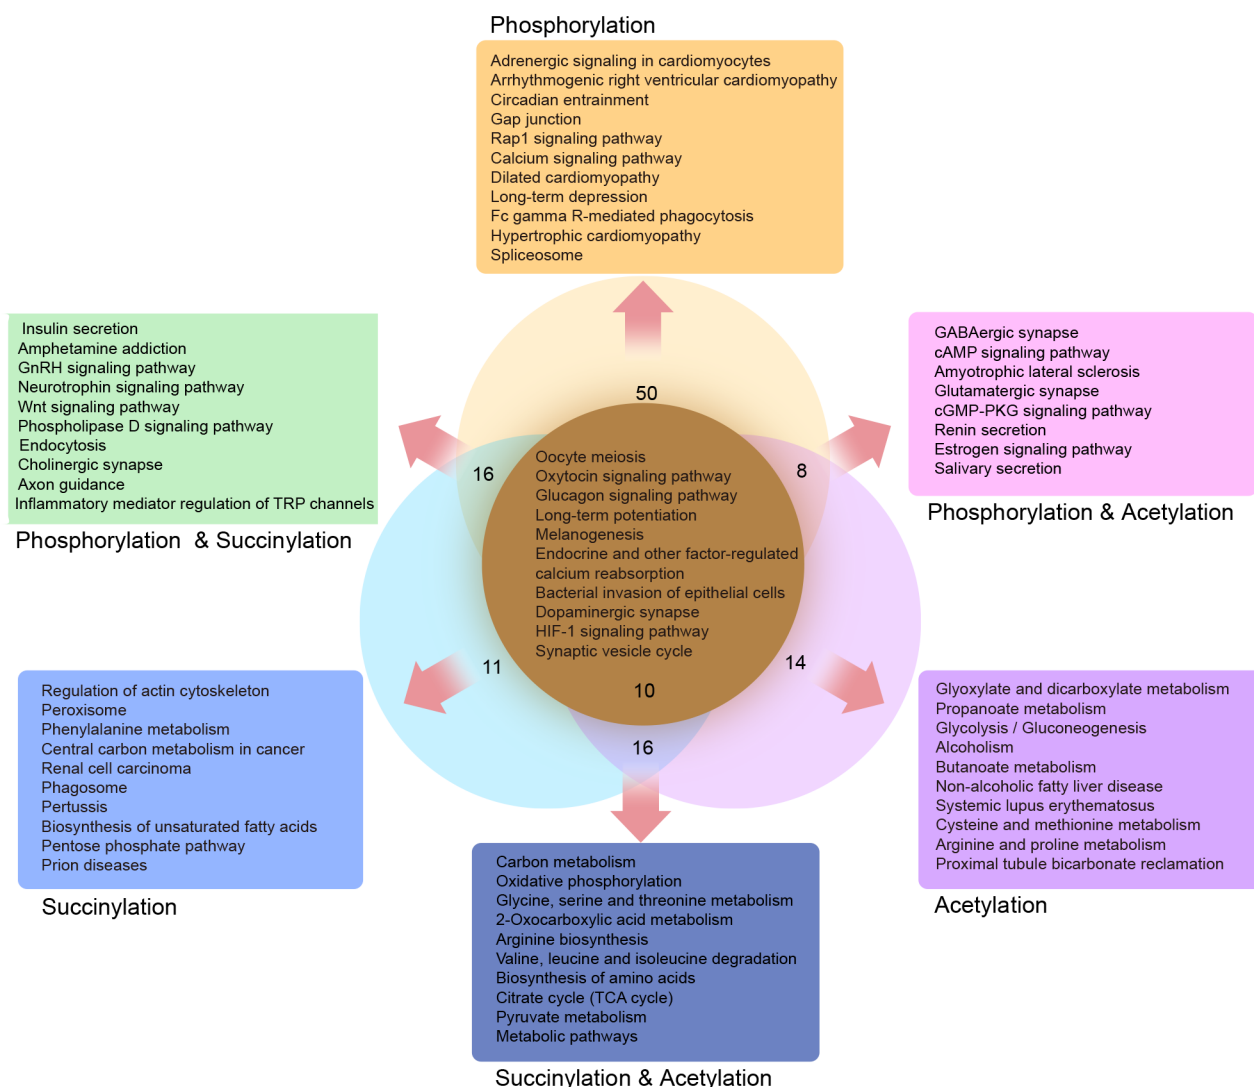 Phosphorylation
Adrenergic signaling in cardiomyocytes
Arrhythmogenic right ventricular cardiomyopathy
Circadian entrainment
Gap junction
Rap1 signaling pathway
Calcium signaling pathway
Dilated cardiomyopathy
Long-term depression
Fc gamma R-mediated phagocytosis
Hypertrophic cardiomyopathy
Spliceosome
Insulin secretion
Amphetamine addiction
GnRH signaling pathway
Neurotrophin signaling pathway
Wnt signaling pathway
Phospholipase D signaling pathway
Endocytosis
Cholinergic synapse
Axon guidance
Inflammatory mediator regulation of TRP channels
Phosphorylation & Succinylation
GABAergic synapse
cAMP signaling pathway
Amyotrophic lateral sclerosis
Glutamatergic synapse
cGMP-PKG signaling pathway
Renin secretion
Estrogen signaling pathway
Salivary secretion
Phosphorylation & Acetylation
50
16
8
Oocyte meiosis
Oxytocin signaling pathway
Glucagon signaling pathway
Long-term potentiation
Melanogenesis
Endocrine and other factor-regulated
calcium reabsorption
Bacterial invasion of epithelial cells
Dopaminergic synapse
HIF-1 signaling pathway
Synaptic vesicle cycle
11
14
10
16
Regulation of actin cytoskeleton
Peroxisome
Phenylalanine metabolism
Central carbon metabolism in cancer
Renal cell carcinoma
Phagosome
Pertussis
Biosynthesis of unsaturated fatty acids
Pentose phosphate pathway
Prion diseases
Succinylation
Glyoxylate and dicarboxylate metabolism
Propanoate metabolism
Glycolysis / Gluconeogenesis
Alcoholism
Butanoate metabolism
Non-alcoholic fatty liver disease
Systemic lupus erythematosus
Cysteine and methionine metabolism
Arginine and proline metabolism
Proximal tubule bicarbonate reclamation
Acetylation
Carbon metabolism
Oxidative phosphorylation
Glycine, serine and threonine metabolism
2-Oxocarboxylic acid metabolism
Arginine biosynthesis
Valine, leucine and isoleucine degradation
Biosynthesis of amino acids
Citrate cycle (TCA cycle)
Pyruvate metabolism
Metabolic pathways
Succinylation & Acetylation